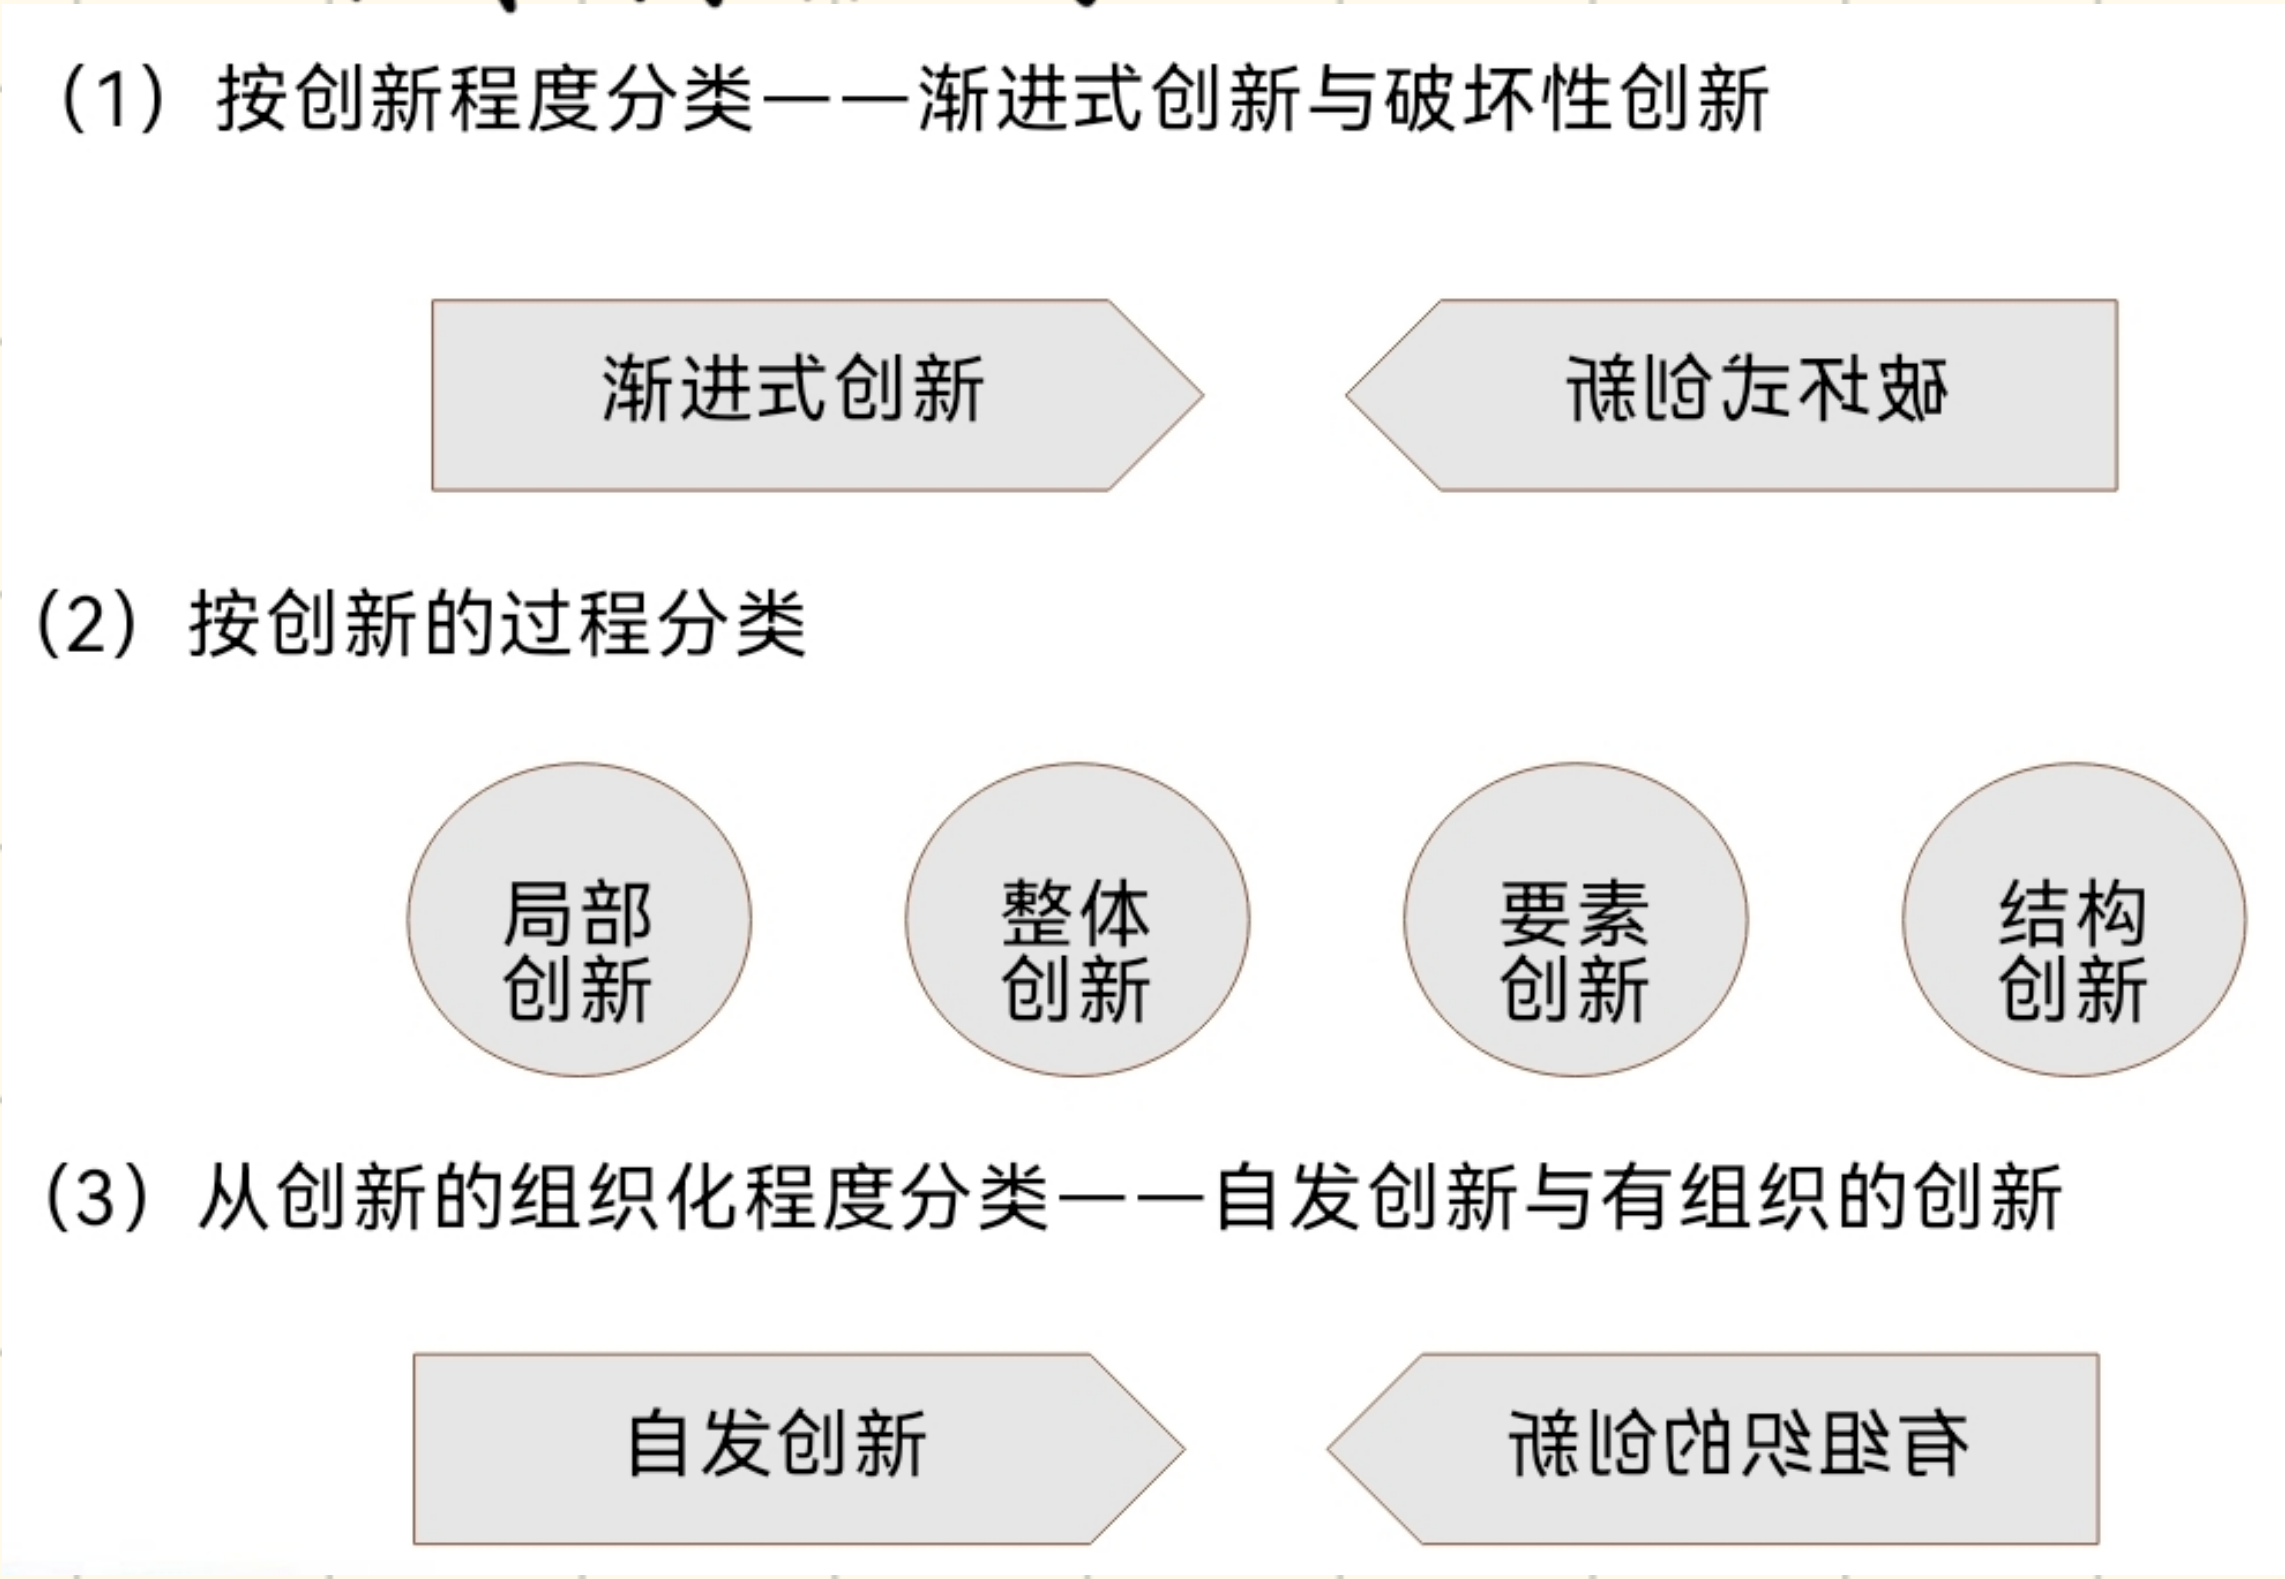 (1) 按创新程度分类——渐进式创新与破坏性创新
渐进式创新
破坏式创新
(2) 按创新的过程分类
局部
创新
整体
创新
要素
创新
结构
创新
(3) 从创新的组织化程度分类——自发创新与有组织的创新
自发创新
有组织的创新